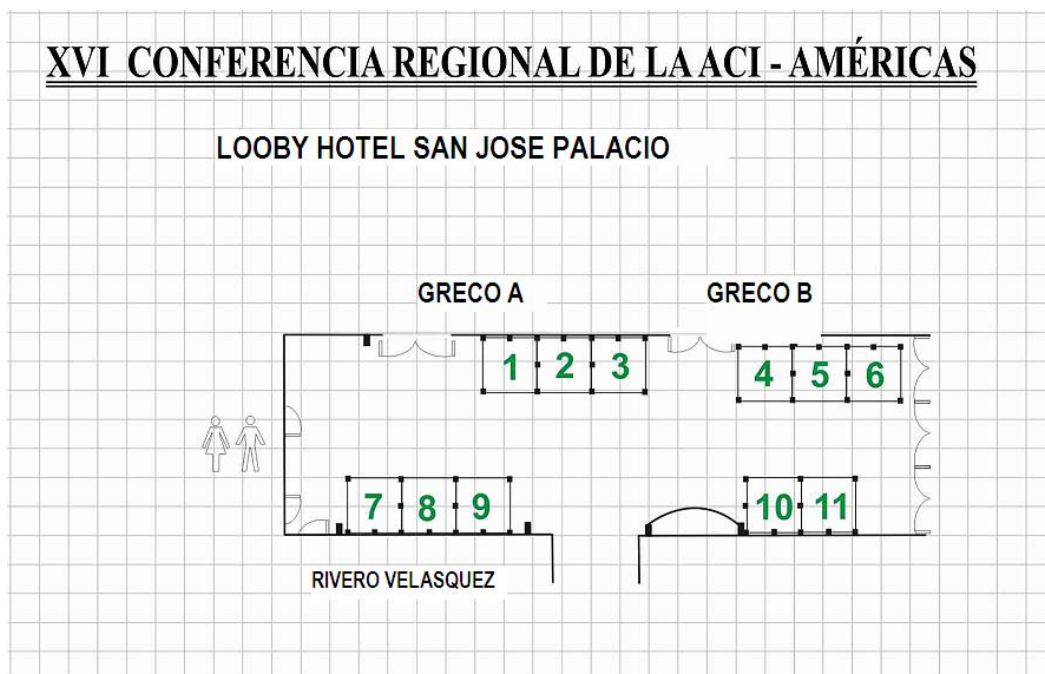 XVI CONFERENCIA REGIONAL DE LA ACI - AMÉRICAS
LOOBY HOTEL SAN JOSE PALACIO
GRECO A GRECO B
1 2 3 4 5 6
7 8 9 10 11
RIVERO VELASQUEZ